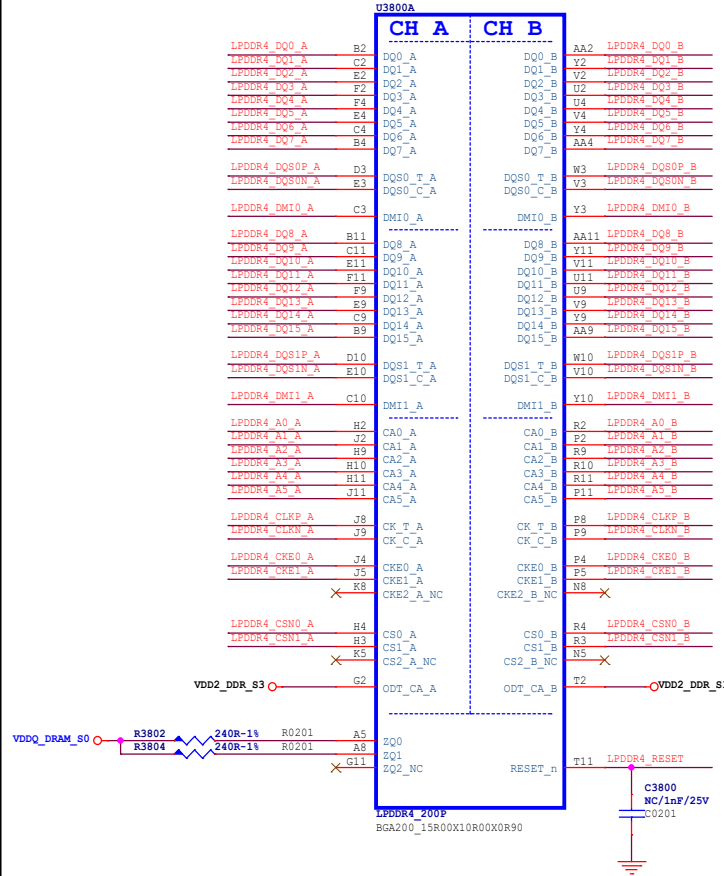 U3800A
CH A CH B
LPDDR4_DQ0_A B2 DQ0_A DQ0_B AA2 LPDDR4_DQ0_B
LPDDR4_DQ1_A C2 DQ1_A DQ1_B Y2 LPDDR4_DQ1_B
LPDDR4_DQ2_A E2 DQ2_A DQ2_B V2 LPDDR4_DQ2_B
LPDDR4_DQ3_A F2 DQ3_A DQ3_B U2 LPDDR4_DQ3_B
LPDDR4_DQ4_A F4 DQ4_A DQ4_B U4 LPDDR4_DQ4_B
LPDDR4_DQ5_A E4 DQ5_A DQ5_B V4 LPDDR4_DQ5_B
LPDDR4_DQ6_A C4 DQ6_A DQ6_B Y4 LPDDR4_DQ6_B
LPDDR4_DQ7_A B4 DQ7_A DQ7_B AA4 LPDDR4_DQ7_B
LPDDR4_DQS0P_A D3 DQS0_T_A DQS0_T_B W3 LPDDR4_DQS0P_B
LPDDR4_DQS0N_A E3 DQS0_C_A DQS0_C_B V3 LPDDR4_DQS0N_B
LPDDR4_DMI0_A C3 DMI0_A DMI0_B Y3 LPDDR4_DMI0_B
LPDDR4_DQ8_A B11 DQ8_A DQ8_B AA11 LPDDR4_DQ8_B
LPDDR4_DQ9_A C11 DQ9_A DQ9_B Y11 LPDDR4_DQ9_B
LPDDR4_DQ10_A E11 DQ10_A DQ10_B V11 LPDDR4_DQ10_B
LPDDR4_DQ11_A F11 DQ11_A DQ11_B U11 LPDDR4_DQ11_B
LPDDR4_DQ12_A F9 DQ12_A DQ12_B U9 LPDDR4_DQ12_B
LPDDR4_DQ13_A E9 DQ13_A DQ13_B V9 LPDDR4_DQ13_B
LPDDR4_DQ14_A C9 DQ14_A DQ14_B Y9 LPDDR4_DQ14_B
LPDDR4_DQ15_A B9 DQ15_A DQ15_B AA9 LPDDR4_DQ15_B
LPDDR4_DQS1P_A D10 DQS1_T_A DQS1_T_B W10 LPDDR4_DQS1P_B
LPDDR4_DQS1N_A E10 DQS1_C_A DQS1_C_B V10 LPDDR4_DQS1N_B
LPDDR4_DMI1_A C10 DMI1_A DMI1_B Y10 LPDDR4_DMI1_B
LPDDR4_A0_A H2 CA0_A CA0_B R2 LPDDR4_A0_B
LPDDR4_A1_A J2 CA1_A CA1_B P2 LPDDR4_A1_B
LPDDR4_A2_A H9 CA2_A CA2_B R9 LPDDR4_A2_B
LPDDR4_A3_A H10 CA3_A CA3_B R10 LPDDR4_A3_B
LPDDR4_A4_A H11 CA4_A CA4_B R11 LPDDR4_A4_B
LPDDR4_A5_A J11 CA5_A CA5_B P11 LPDDR4_A5_B
LPDDR4_CLKP_A J8 CK_T_A CK_T_B P8 LPDDR4_CLKP_B
LPDDR4_CLKN_A J9 CK_C_A CK_C_B P9 LPDDR4_CLKN_B
LPDDR4_CKE0_A J4 CKE0_A CKE0_B P4 LPDDR4_CKE0_B
LPDDR4_CKE1_A J5 CKE1_A CKE1_B P5 LPDDR4_CKE1_B
K8 CKE2_A_NC CKE2_B_NC N8
LPDDR4_CSN0_A H4 CS0_A CS0_B R4 LPDDR4_CSN0_B
LPDDR4_CSN1_A H3 CS1_A CS1_B R3 LPDDR4_CSN1_B
K5 CS2_A_NC CS2_B_NC N5
VDD2_DDR_S3 G2 ODT_CA_A ODT_CA_B T2 VDD2_DDR_S
VDDQ_DRAM_S0 R3802 240R-1% R0201 A5 ZQ0
R3804 240R-1% R0201 A8 ZQ1
G11 ZQ2_NC RESET_n T11 LPDDR4_RESET
C3800
NC/1nF/25V
C0201
LPDDR4_200P
BGA200_15R00X10R00X0R90